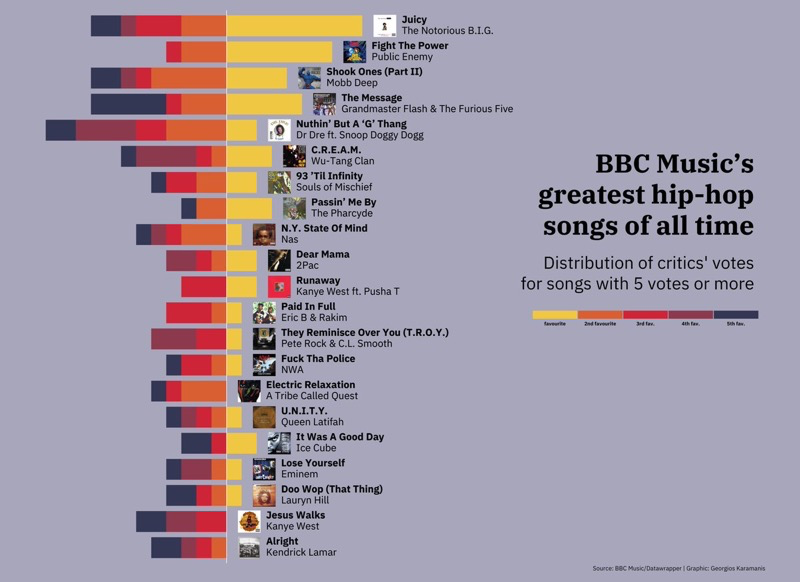 Juicy
The Notorious B.I.G.
Fight The Power
Public Enemy
Shook Ones (Part II)
Mobb Deep
The Message
Grandmaster Flash & The Furious Five
Nuthin’ But A ‘G’ Thang
Dr Dre ft. Snoop Doggy Dogg
C.R.E.A.M.
Wu-Tang Clan
93 ’Til Infinity
Souls of Mischief
Passin’ Me By
The Pharcyde
N.Y. State Of Mind
Nas
Dear Mama
2Pac
Runaway
Kanye West ft. Pusha T
Paid In Full
Eric B & Rakim
They Reminisce Over You (T.R.O.Y.)
Pete Rock & C.L. Smooth
Fuck Tha Police
NWA
Electric Relaxation
A Tribe Called Quest
U.N.I.T.Y.
Queen Latifah
It Was A Good Day
Ice Cube
Lose Yourself
Eminem
Doo Wop (That Thing)
Lauryn Hill
Jesus Walks
Kanye West
Alright
Kendrick Lamar
BBC Music’s
greatest hip-hop
songs of all time
Distribution of critics' votes
for songs with 5 votes or more
favourite 2nd favourite 3rd fav. 4th fav. 5th fav.
Source: BBC Music/Datawrapper | Graphic: Georgios Karamanis